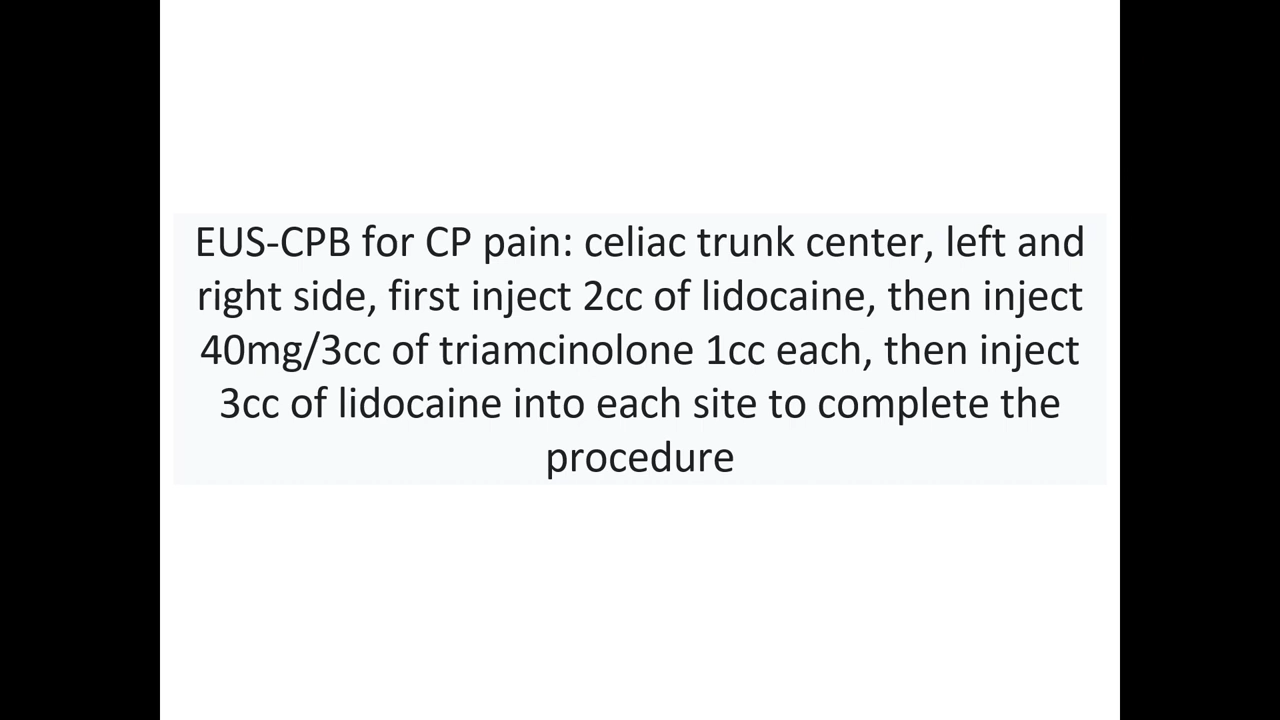 EUS-CPB for CP pain: celiac trunk center, left and
right side, first inject 2cc of lidocaine, then inject
40mg/3cc of triamcinolone 1cc each, then inject
3cc of lidocaine into each site to complete the
procedure